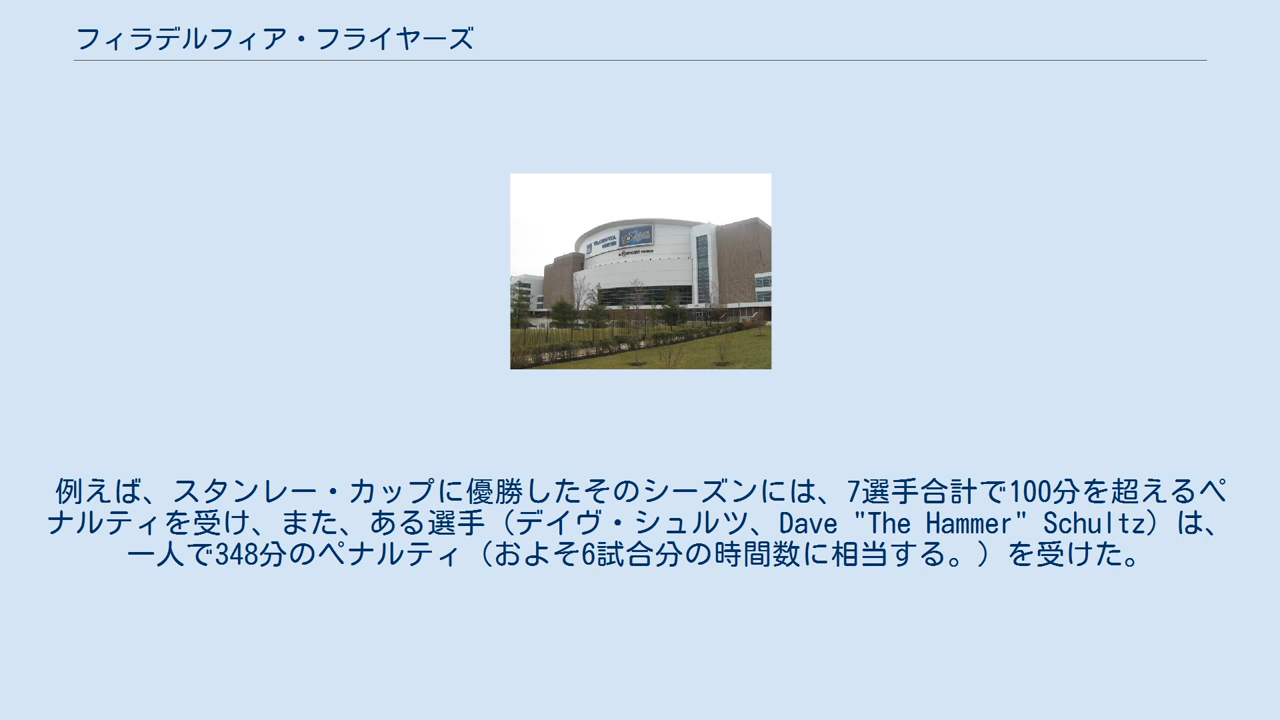 フィラデルフィア・フライヤーズ
例えば、スタンレー・カップに優勝したそのシーズンには、7選手合計で100分を超えるペ
ナルティを受け、また、ある選手（デイヴ・シュルツ、Dave "The Hammer" Schultz）は、
一人で348分のペナルティ（およそ6試合分の時間数に相当する。）を受けた。